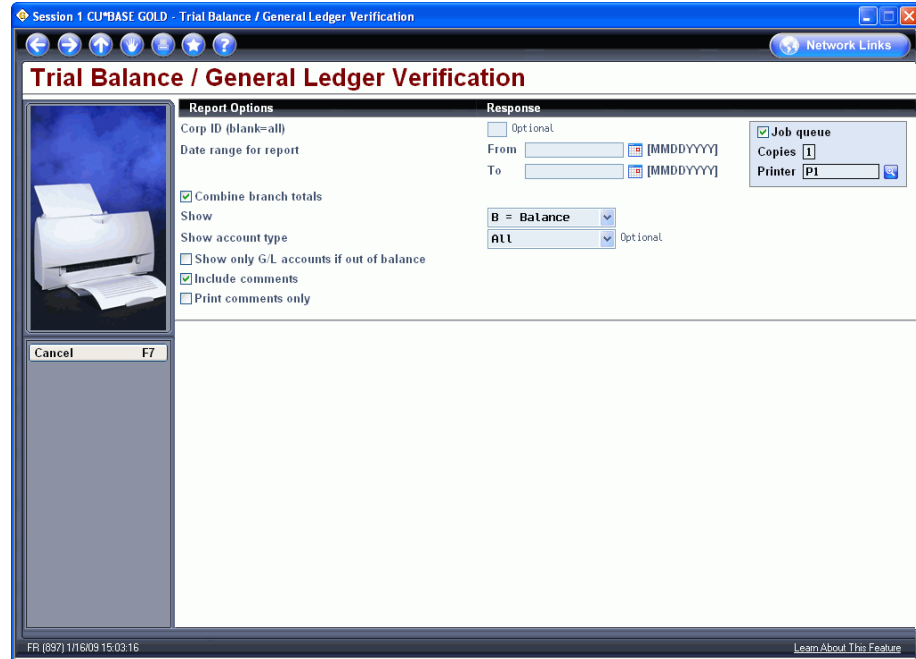 Session 1 CU*BASE GOLD - Trial Balance / General Ledger Verification
Network Links
Trial Balance / General Ledger Verification
Report Options Response
Corp ID (blank=all) Optional
Job queue
Date range for report From [MMDDYYYY]
Copies 1
To [MMDDYYYY]
Printer P1
Combine branch totals
Show B = Balance
Show account type All Optional
Show only G/L accounts if out of balance
Include comments
Print comments only
Cancel F7
FR (897) 1/16/09 15:03:16
Learn About This Feature